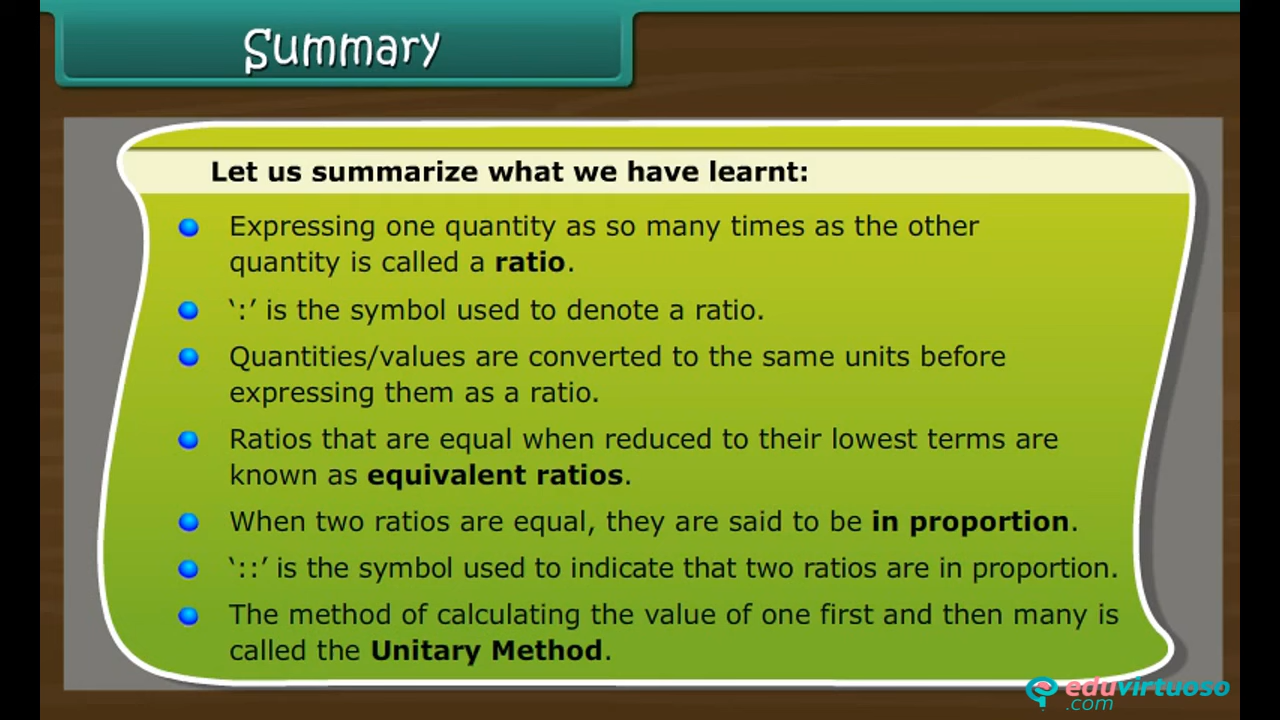 Summary
Let us summarize what we have learnt:
Expressing one quantity as so many times as the other
quantity is called a ratio.
‘:’ is the symbol used to denote a ratio.
Quantities/values are converted to the same units before
expressing them as a ratio.
Ratios that are equal when reduced to their lowest terms are
known as equivalent ratios.
When two ratios are equal, they are said to be in proportion.
‘::’ is the symbol used to indicate that two ratios are in proportion.
The method of calculating the value of one first and then many is
called the Unitary Method.
eduvirtuoso
.com